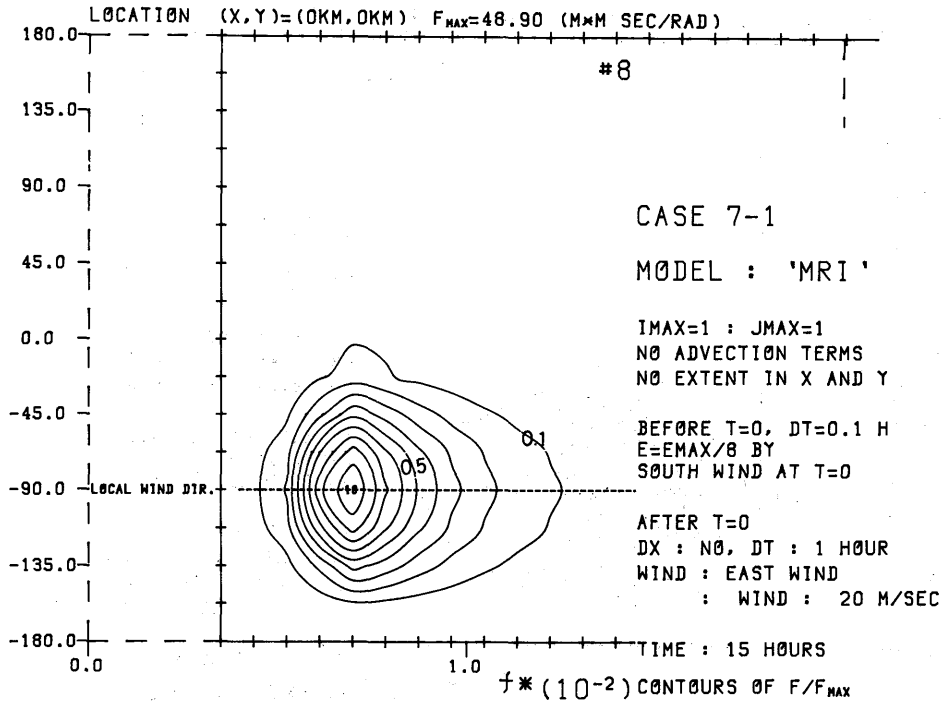 LOCATION (X,Y)=(0KM,0KM) FMAX=48.90 (M*M SEC/RAD)
180.0
#8
135.0
90.0
CASE 7-1
45.0
MODEL : 'MRI'
0.0
IMAX=1 : JMAX=1
NO ADVECTION TERMS
NO EXTENT IN X AND Y
-45.0
BEFORE T=0, DT=0.1 H
0.1
E=EMAX/8 BY
0.5
SOUTH WIND AT T=0
-90.0 LOCAL WIND DIR.
1.0
AFTER T=0
DX : NO, DT : 1 HOUR
-135.0
WIND : EAST WIND
: WIND : 20 M/SEC
-180.0
TIME : 15 HOURS
0.0 1.0
f* (10-2) CONTOURS OF F/FMAX